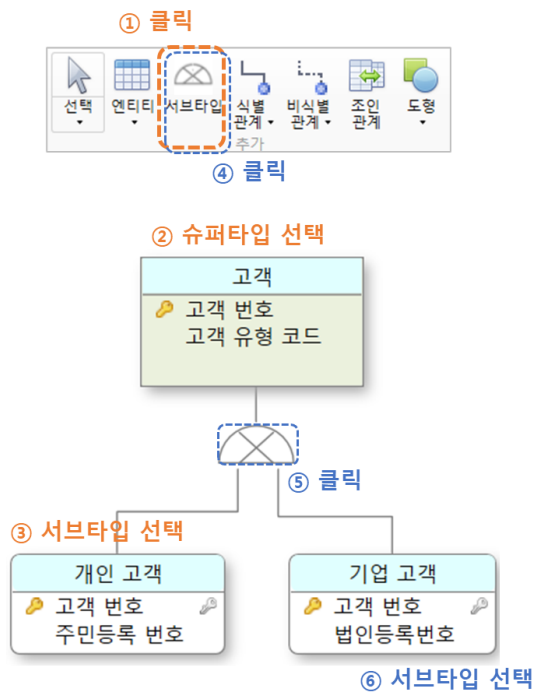 ① 클릭
선택
엔티티
서브타입
식별
관계
비식별
관계
조인
관계
도형
추가
④ 클릭
② 슈퍼타입 선택
고객
고객 번호
고객 유형 코드
⑤ 클릭
③ 서브타입 선택
개인 고객
고객 번호
주민등록 번호
기업 고객
고객 번호
법인등록번호
⑥ 서브타입 선택